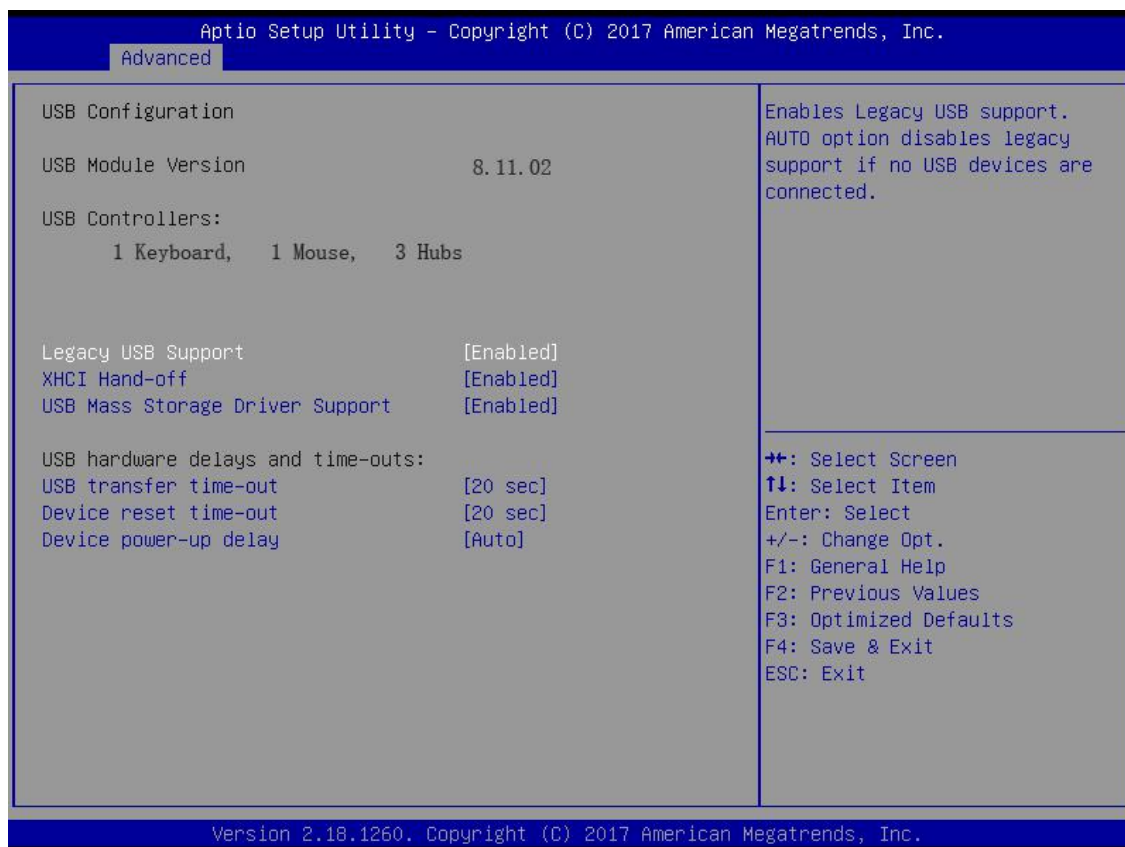 Aptio Setup Utility – Copyright (C) 2017 American Megatrends, Inc.
Advanced
USB Configuration
USB Module Version 8.11.02
USB Controllers:
1 Keyboard, 1 Mouse, 3 Hubs
Legacy USB Support [Enabled]
XHCI Hand-off [Enabled]
USB Mass Storage Driver Support [Enabled]
USB hardware delays and time-outs:
USB transfer time-out [20 sec]
Device reset time-out [20 sec]
Device power-up delay [Auto]
Enables Legacy USB support.
AUTO option disables legacy
support if no USB devices are
connected.
→←: Select Screen
↑↓: Select Item
Enter: Select
+/-: Change Opt.
F1: General Help
F2: Previous Values
F3: Optimized Defaults
F4: Save & Exit
ESC: Exit
Version 2.18.1260. Copyright (C) 2017 American Megatrends, Inc.